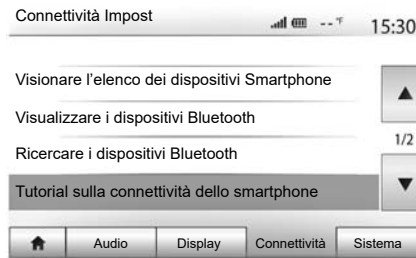 Connettività Impost
--°F
15:30
Visionare l'elenco dei dispositivi Smartphone
Visualizzare i dispositivi Bluetooth
1/2
Ricercare i dispositivi Bluetooth
Tutorial sulla connettività dello smartphone
Audio Display Connettività Sistema